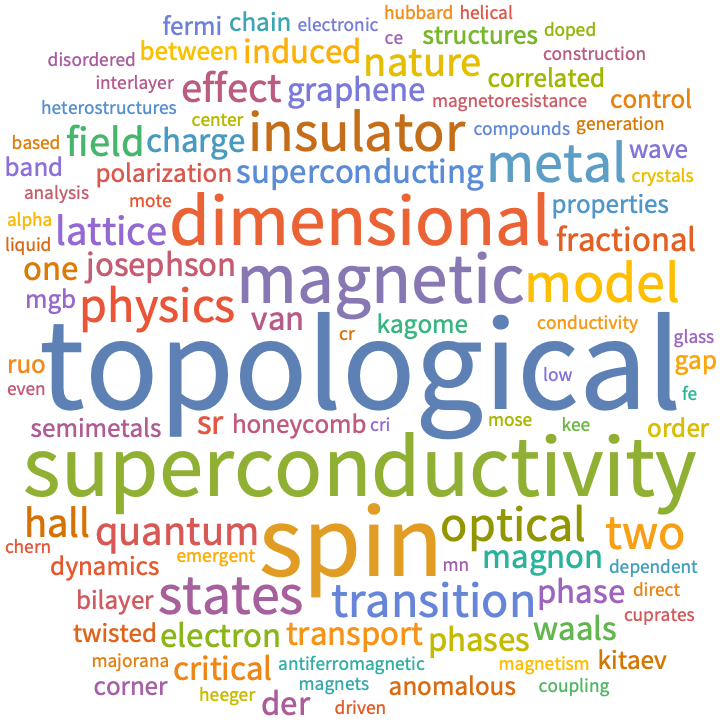 hubbard helical
fermi chain electronic
ce structures doped
disordered between induced nature construction
interlayer effect graphene correlated
heterostructures magnetoresistance control
center insulator compounds generation
based field charge
band polarization superconducting metal wave
crystals
analysis mote dimensional properties
alpha lattice fractional
liquid
one josephson magnetic model
mgb physics van kagome conductivity
cr glass
topological gap
ruo low
even fe
semimetals sr honeycomb cri mose kee order
superconductivity
hall quantum spin optical two
chern emergent magnon
dynamics mn dependent
bilayer states transition phase direct
cuprates
twisted electron transport phases waals
majorana critical antiferromagnetic magnetism kitaev
corner heeger magnets anomalous coupling
der driven